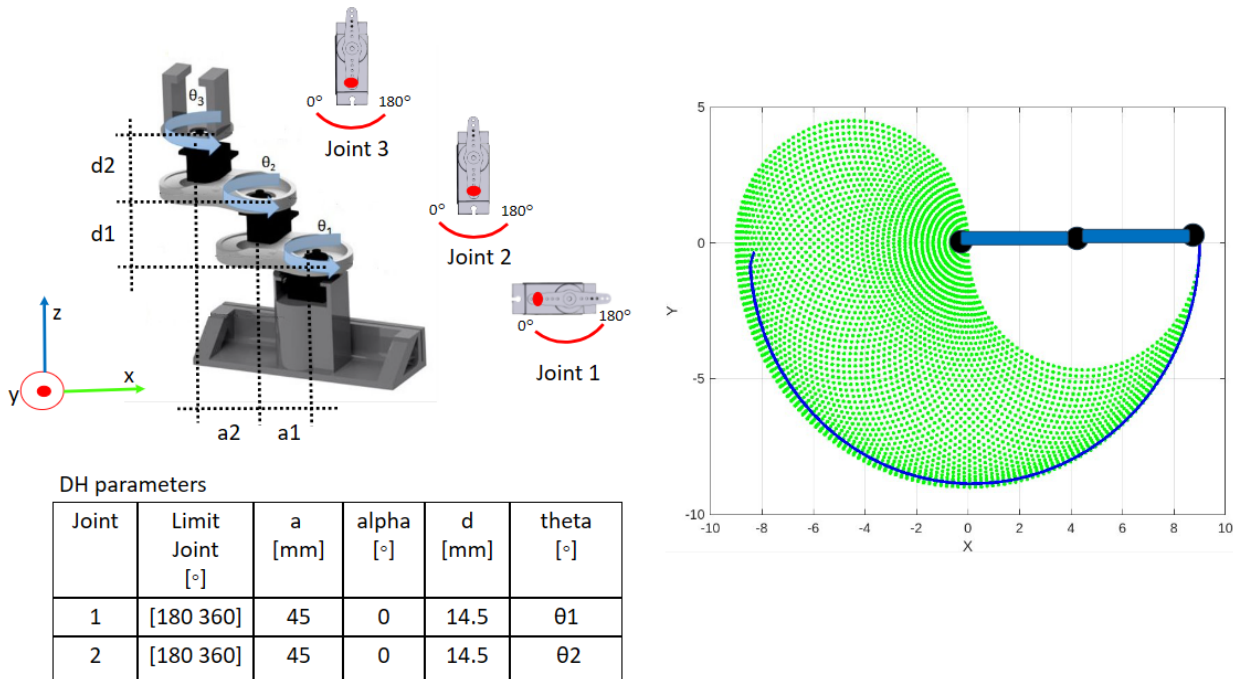 θ3
0° 180°
Joint 3
d2
θ2
0° 180°
Joint 2
d1
θ1
0° 180°
Joint 1
z
x
y
a2 a1
5
0
-5
-10
Y
-10 -8 -6 -4 -2 0 2 4 6 8 10
X
DH parameters
Joint Limit Joint [°] a [mm] alpha [°] d [mm] theta [°]
1 [180 360] 45 0 14.5 θ1
2 [180 360] 45 0 14.5 θ2